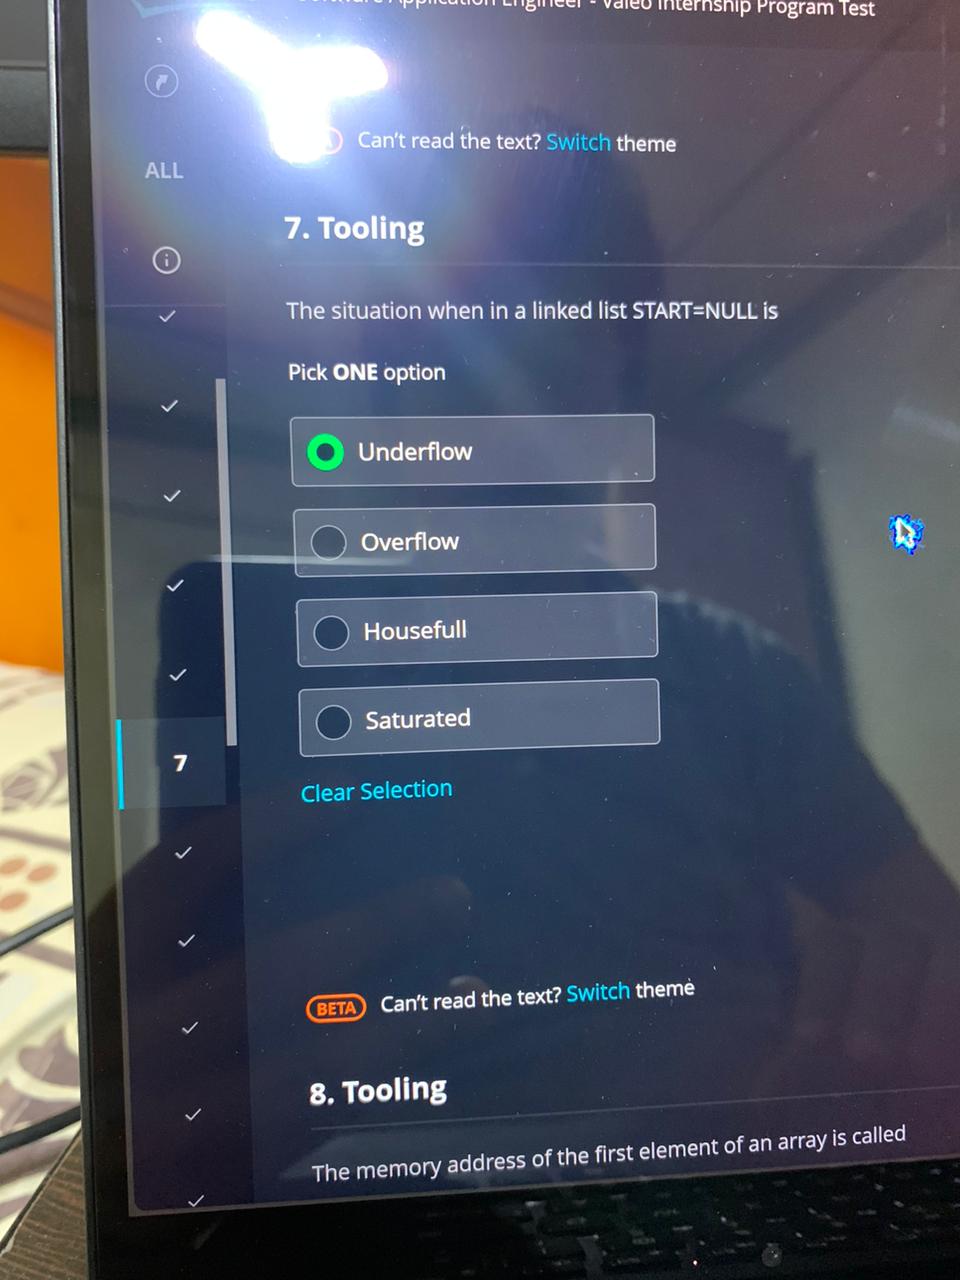 Software Application Engineer - Valeo Internship Program Test
Can't read the text? Switch theme
ALL
7. Tooling
The situation when in a linked list START=NULL is
Pick ONE option
Underflow
Overflow
Housefull
Saturated
Clear Selection
7
BETA Can't read the text? Switch theme
8. Tooling
The memory address of the first element of an array is called